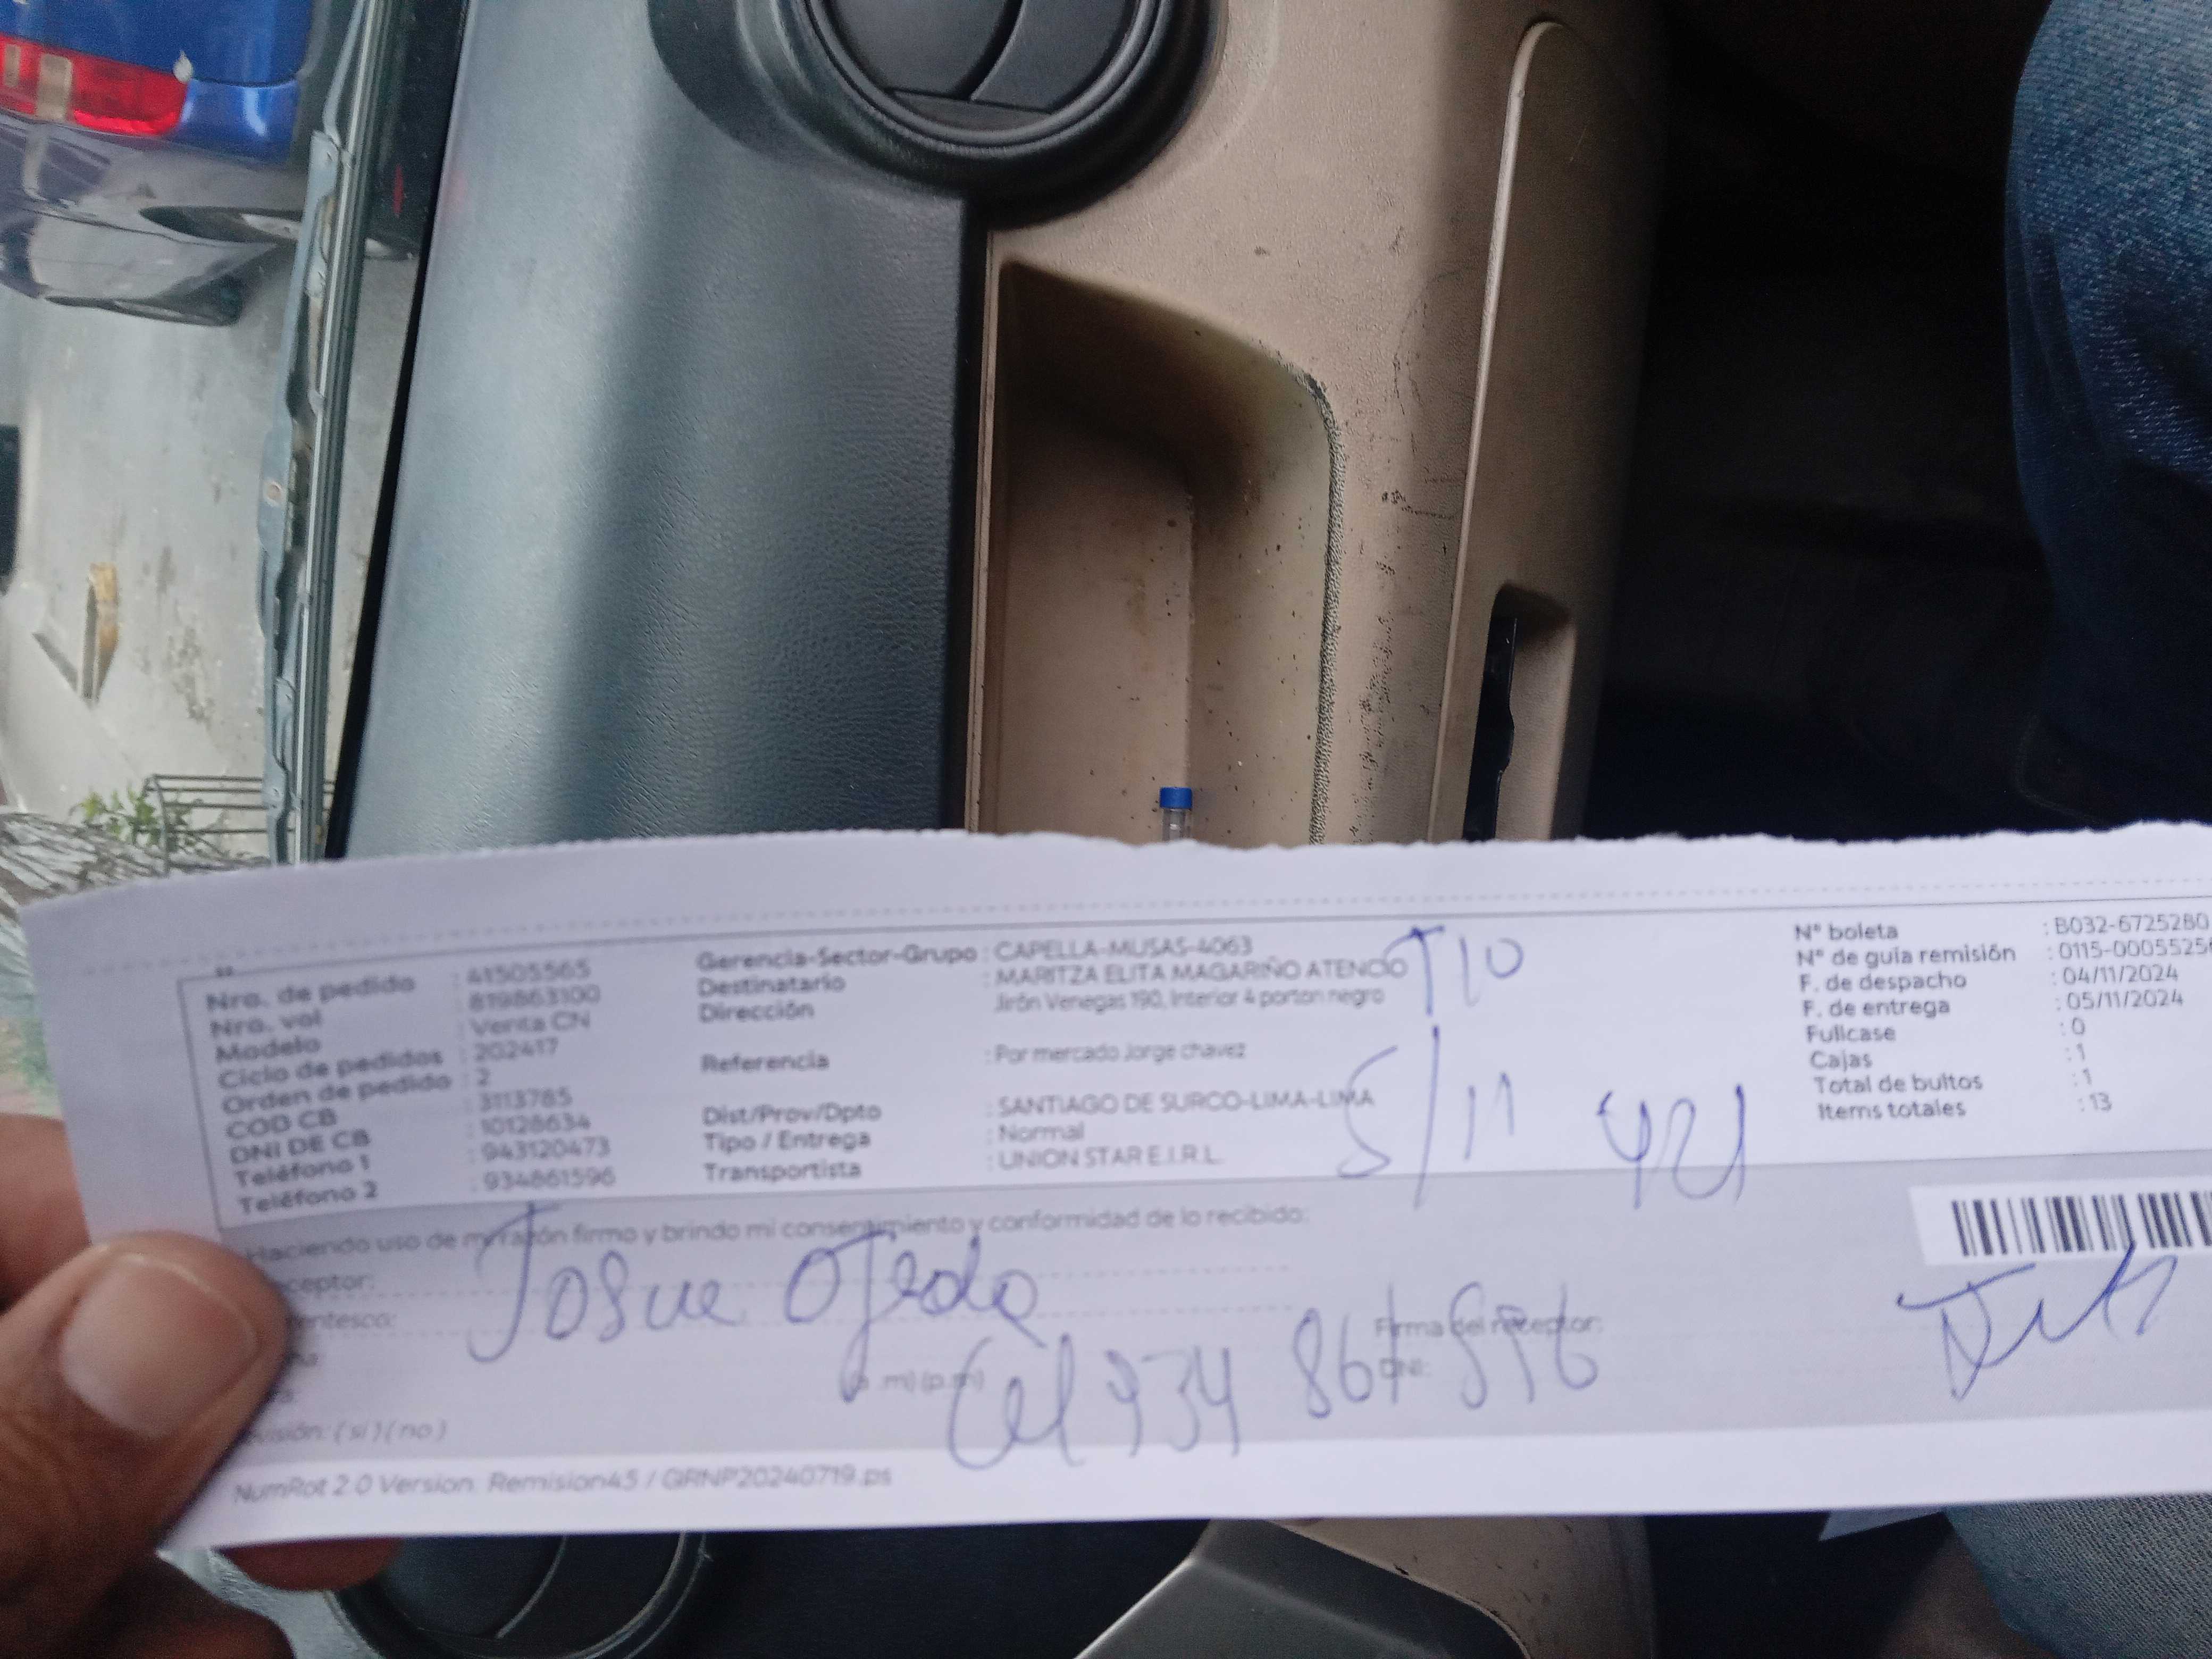 Nro. de pedido : 41505565
Nro. vol : 819863100
Modelo : Venta CN
Ciclo de pedidos : 202417
Orden de pedido : 2
COD CB : 3113785
DNI DE CB : 10128634
Teléfono 1 : 943120473
Teléfono 2 : 934861596
Gerencia-Sector-Grupo : CAPELLA-MUSAS-4063
Destinatario : MARITZA ELITA MAGARIÑO ATENCIO
Dirección : Jirón Venegas 190, Interior 4 porton negro
Referencia : Por mercado Jorge chavez
Dist/Prov/Dpto : SANTIAGO DE SURCO-LIMA-LIMA
Tipo / Entrega : Normal
Transportista : UNION STAR E.I.R.L.
TIO
5/11
N° boleta : B032-6725280
N° de guía remisión : 0115-0005525
F. de despacho : 04/11/2024
F. de entrega : 05/11/2024
Fullcase : 0
Cajas : 1
Total de bultos : 1
Items totales : 13
Haciendo uso de mi razón firmo y brindo mi consentimiento y conformidad de lo recibido:
eceptor: Josue Ojeda
entesco:
Firma del receptor:
DNI:
.m) (p.m)
Cel 934 861 596
isión: ( si ) ( no )
NumRot 2.0 Version: Remision45 / GRNP20240719.ps